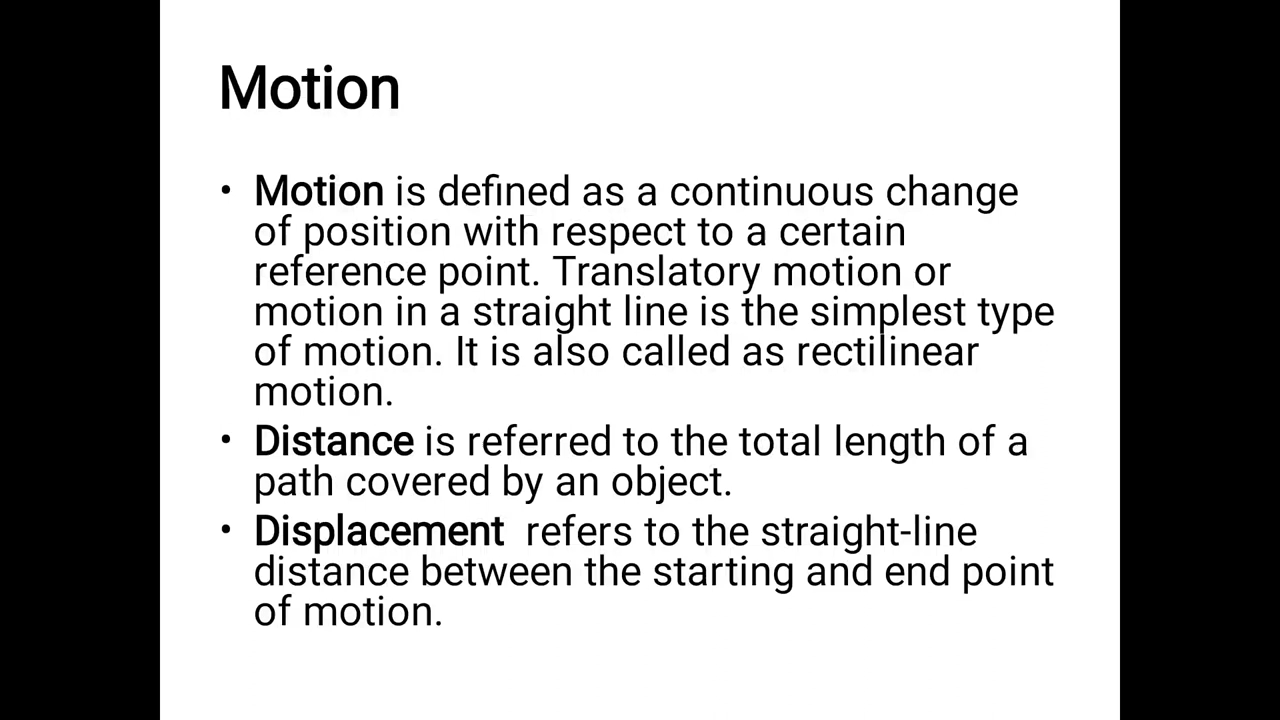 Motion
• Motion is defined as a continuous change
of position with respect to a certain
reference point. Translatory motion or
motion in a straight line is the simplest type
of motion. It is also called as rectilinear
motion.
• Distance is referred to the total length of a
path covered by an object.
• Displacement  refers to the straight-line
distance between the starting and end point
of motion.